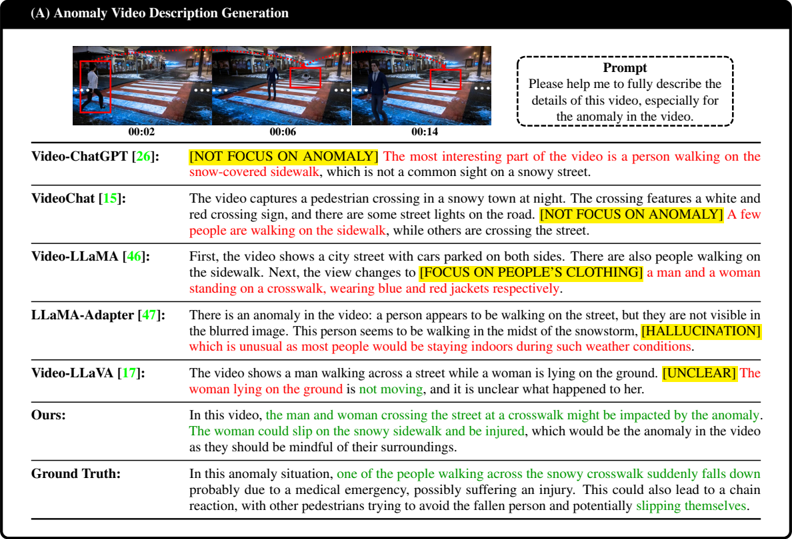 (A) Anomaly Video Description Generation
00:02
00:06
00:14
Prompt
Please help me to fully describe the
details of this video, especially for
the anomaly in the video.
Video-ChatGPT [26]: [NOT FOCUS ON ANOMALY] The most interesting part of the video is a person walking on the
snow-covered sidewalk, which is not a common sight on a snowy street.
VideoChat [15]: The video captures a pedestrian crossing in a snowy town at night. The crossing features a white and
red crossing sign, and there are some street lights on the road. [NOT FOCUS ON ANOMALY] A few
people are walking on the sidewalk, while others are crossing the street.
Video-LLaMA [46]: First, the video shows a city street with cars parked on both sides. There are also people walking on
the sidewalk. Next, the view changes to [FOCUS ON PEOPLE'S CLOTHING] a man and a woman
standing on a crosswalk, wearing blue and red jackets respectively.
LLaMA-Adapter [47]: There is an anomaly in the video: a person appears to be walking on the street, but they are not visible in
the blurred image. This person seems to be walking in the midst of the snowstorm, [HALLUCINATION]
which is unusual as most people would be staying indoors during such weather conditions.
Video-LLaVA [17]: The video shows a man walking across a street while a woman is lying on the ground. [UNCLEAR] The
woman lying on the ground is not moving, and it is unclear what happened to her.
Ours: In this video, the man and woman crossing the street at a crosswalk might be impacted by the anomaly.
The woman could slip on the snowy sidewalk and be injured, which would be the anomaly in the video
as they should be mindful of their surroundings.
Ground Truth: In this anomaly situation, one of the people walking across the snowy crosswalk suddenly falls down
probably due to a medical emergency, possibly suffering an injury. This could also lead to a chain
reaction, with other pedestrians trying to avoid the fallen person and potentially slipping themselves.